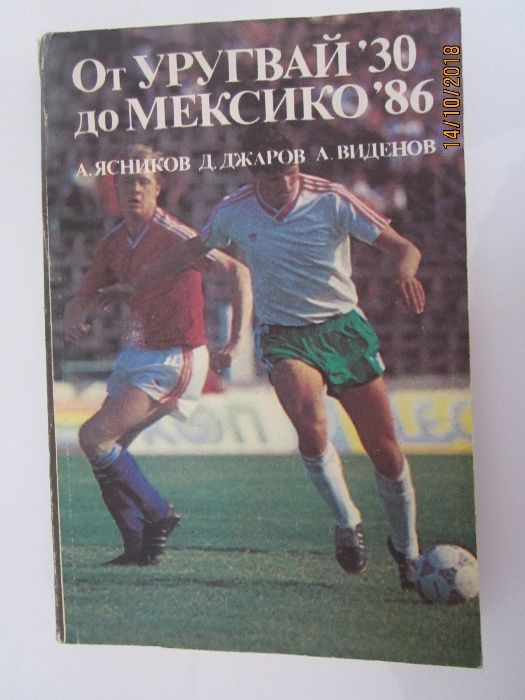 От УРУГВАЙ '30
до МЕКСИКО '86
А. ЯСНИКОВ Д. ДЖАРОВ А. ВИДЕНОВ
14/10/2018